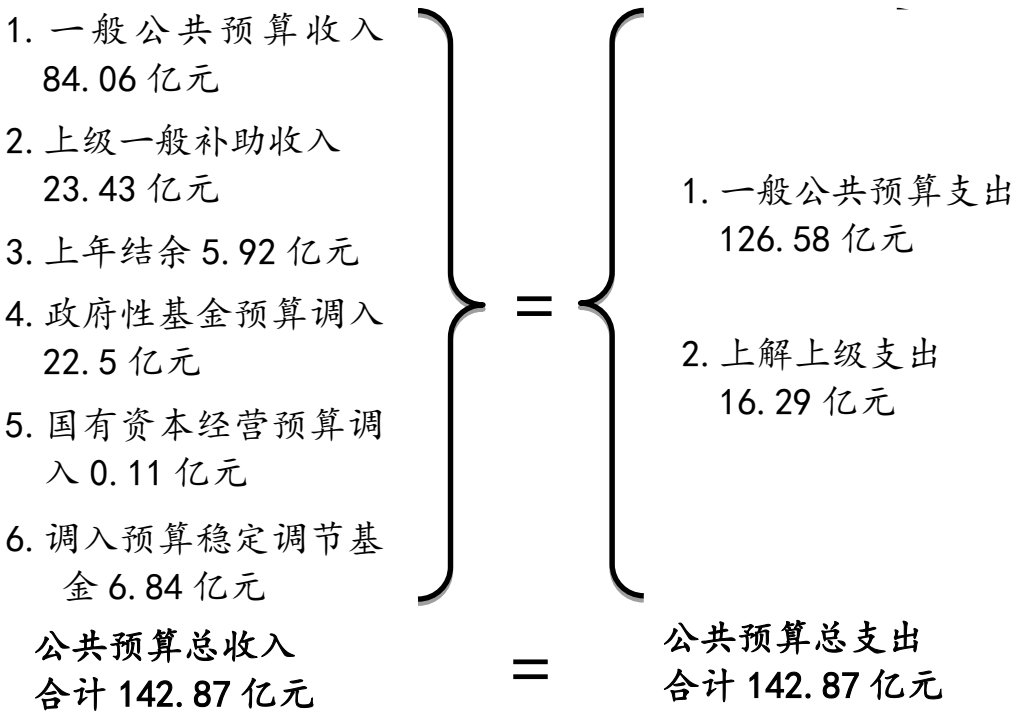 1. 一般公共预算收入
84.06 亿元
2. 上级一般补助收入
23.43 亿元
3. 上年结余 5.92 亿元
4. 政府性基金预算调入
22.5 亿元
5. 国有资本经营预算调
入 0.11 亿元
6. 调入预算稳定调节基
金 6.84 亿元
=
1. 一般公共预算支出
126.58 亿元
2. 上解上级支出
16.29 亿元
公共预算总收入
合计 142.87 亿元
=
公共预算总支出
合计 142.87 亿元